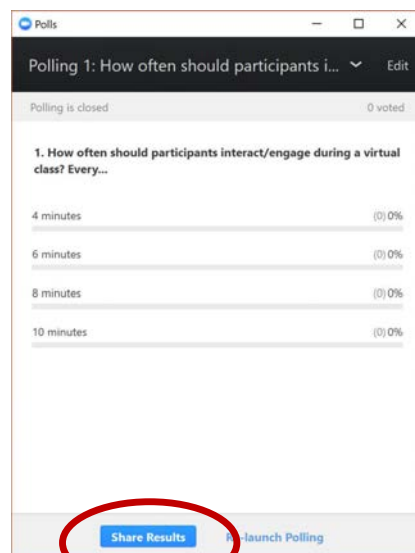 Polls
Polling 1: How often should participants i... Edit
Polling is closed 0 voted
1. How often should participants interact/engage during a virtual
class? Every...
4 minutes (0) 0%
6 minutes (0) 0%
8 minutes (0) 0%
10 minutes (0) 0%
Share Results Re-launch Polling